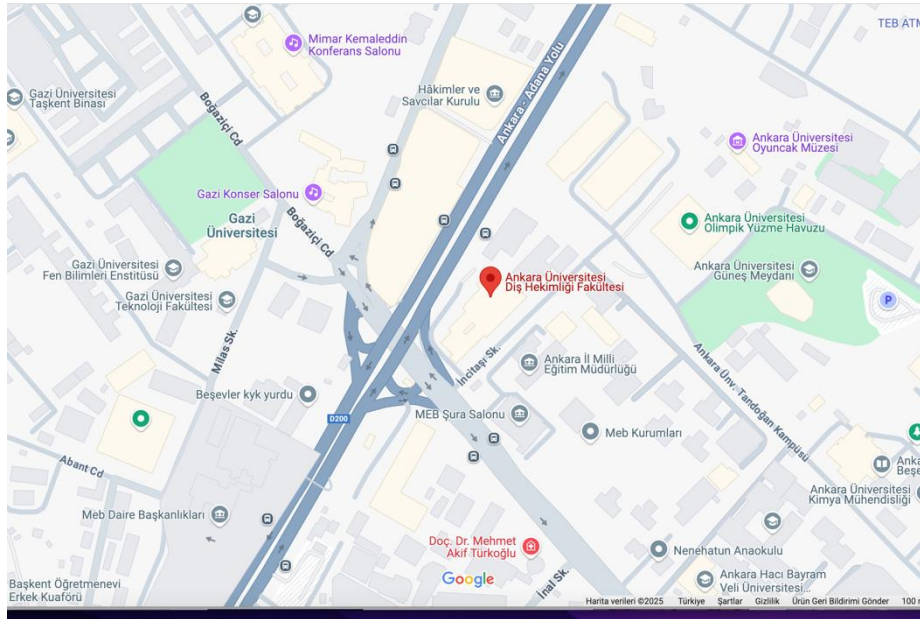 TEB ATM
Mimar Kemaleddin
Konferans Salonu
Gazi Üniversitesi
Taşkent Binası
Boğaziçi Cd
Hâkimler ve
Savcılar Kurulu
Ankara - Adana Yolu
Ankara Üniversitesi
Oyuncak Müzesi
Gazi Konser Salonu
Gazi
Üniversitesi
Boğaziçi Cd
Ankara Üniversitesi
Olimpik Yüzme Havuzu
Gazi Üniversitesi
Fen Bilimleri Enstitüsü
Ankara Üniversitesi
Diş Hekimliği Fakültesi
Ankara Üniversitesi
Güneş Meydanı
P
Gazi Üniversitesi
Teknoloji Fakültesi
Milas Sk.
İncitaşı Sk.
Ankara İl Milli
Eğitim Müdürlüğü
Ankara Ünv. Tandoğan Kampüsü
Beşevler kyk yurdu
D200
MEB Şura Salonu
Meb Kurumları
Abant Cd
Anka
Beşe
Ankara Üniversitesi
Kimya Mühendisliği
Meb Daire Başkanlıkları
Doç. Dr. Mehmet
Akif Türkoğlu
Nenehatun Anaokulu
Başkent Öğretmenevi
Erkek Kuaförü
Google
İnal Sk.
Ankara Hacı Bayram
Veli Üniversitesi...
Harita verileri ©2025 Türkiye Şartlar Gizlilik Ürün Geri Bildirimi Gönder 100 m